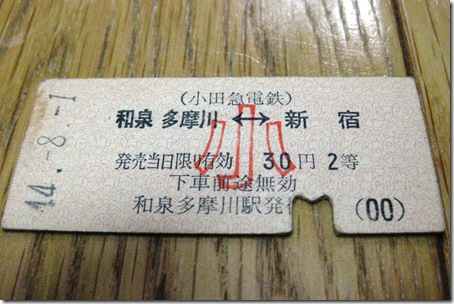 (小田急電鉄)
和泉多摩川 ↔ 新宿
小
発売当日限り有効 30円 2等
下車前途無効
和泉多摩川駅発行 (00)
44.-8.-1